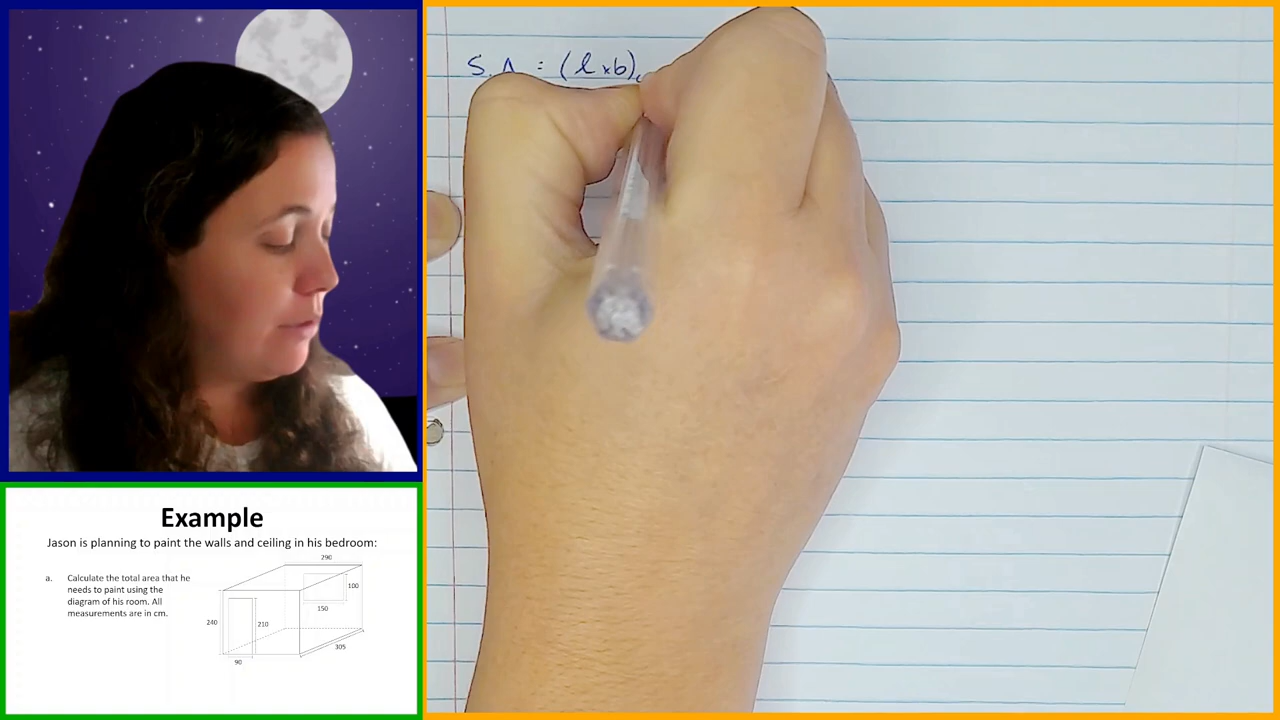 S.A = (l×b)
Example
Jason is planning to paint the walls and ceiling in his bedroom:
a. Calculate the total area that he
needs to paint using the
diagram of his room. All
measurements are in cm.
290
100
150
240
210
305
90